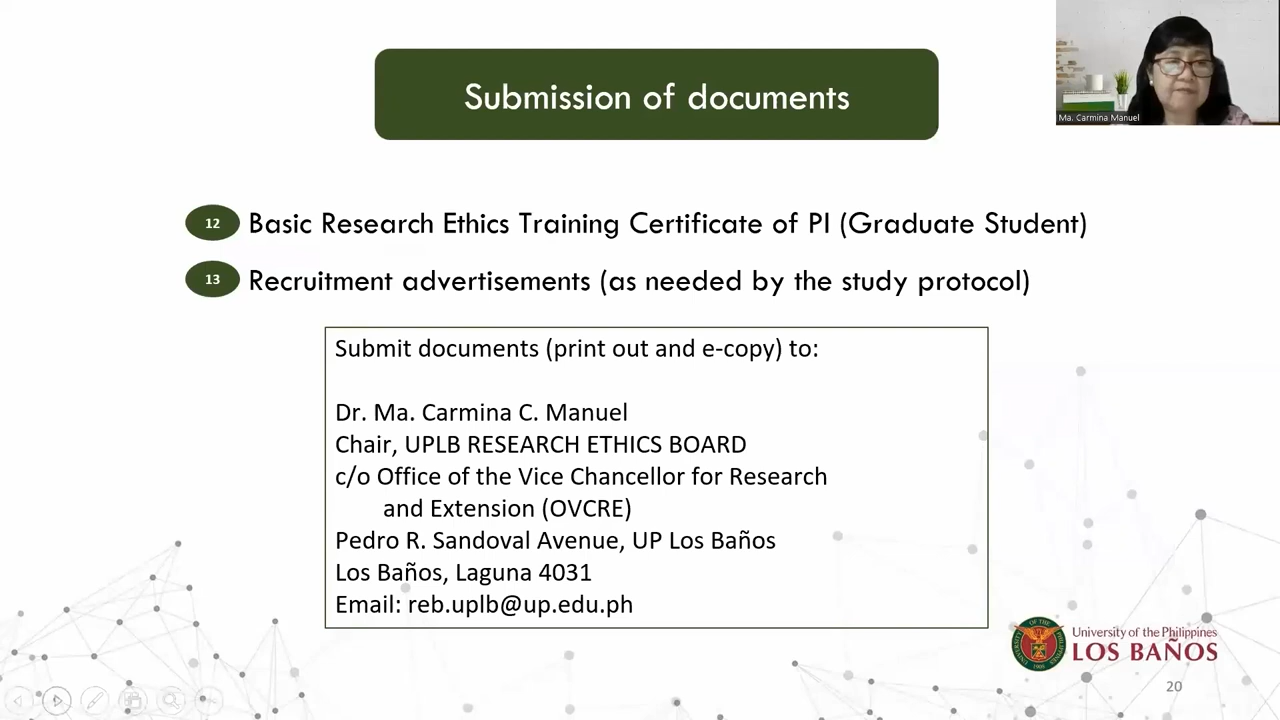 Submission of documents
Ma. Carmina Manuel
12 Basic Research Ethics Training Certificate of PI (Graduate Student)
13 Recruitment advertisements (as needed by the study protocol)
Submit documents (print out and e-copy) to:
Dr. Ma. Carmina C. Manuel
Chair, UPLB RESEARCH ETHICS BOARD
c/o Office of the Vice Chancellor for Research
and Extension (OVCRE)
Pedro R. Sandoval Avenue, UP Los Baños
Los Baños, Laguna 4031
Email: reb.uplb@up.edu.ph
University of the Philippines
LOS BAÑOS
20